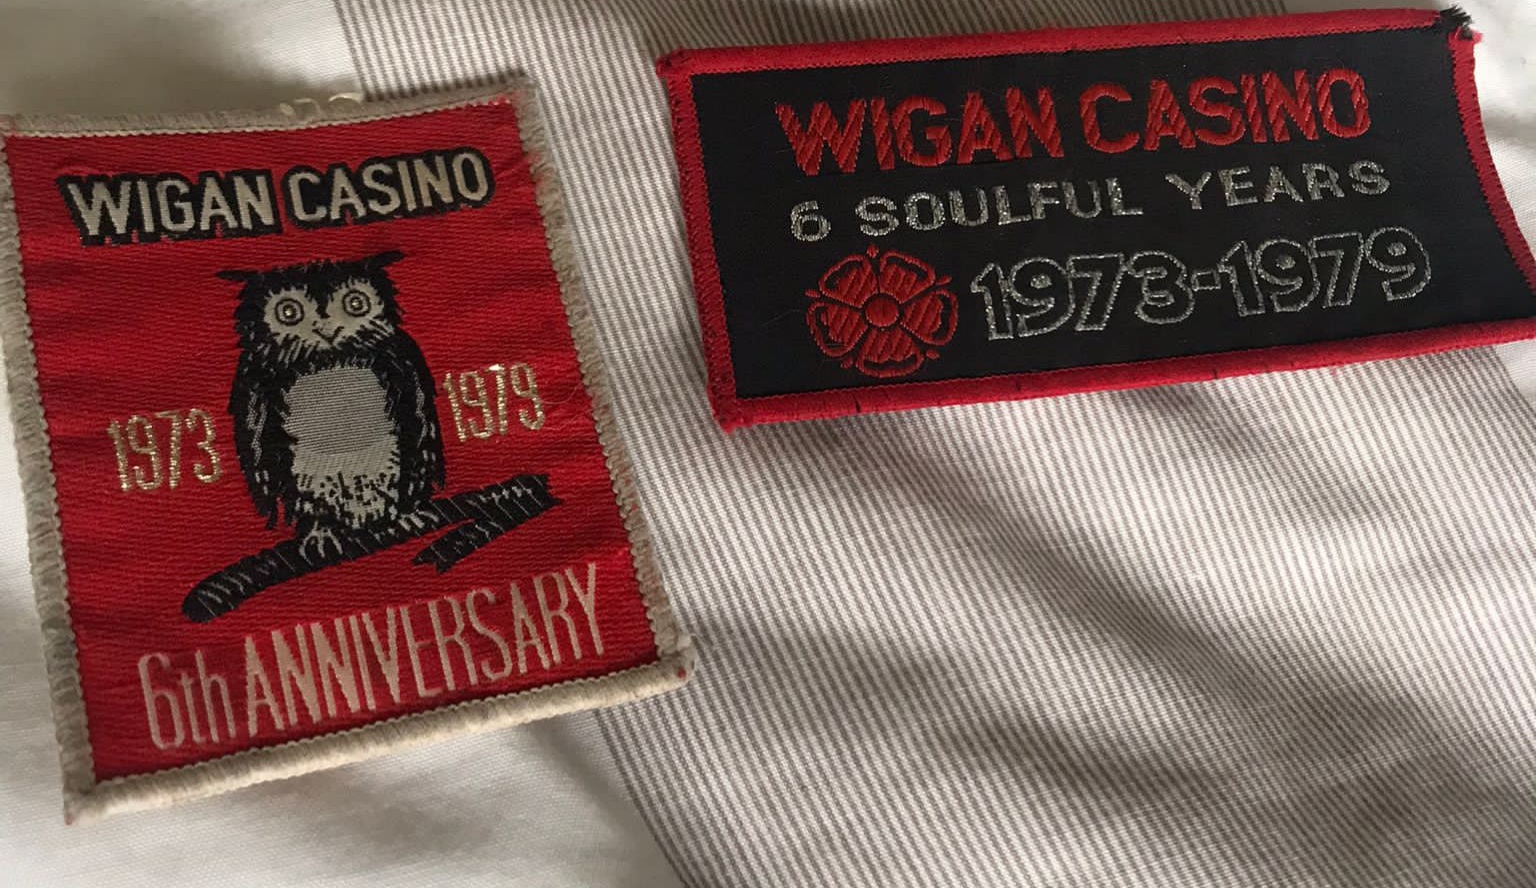 WIGAN CASINO
1973 1979
6th ANNIVERSARY
WIGAN CASINO
6 SOULFUL YEARS
1973-1979